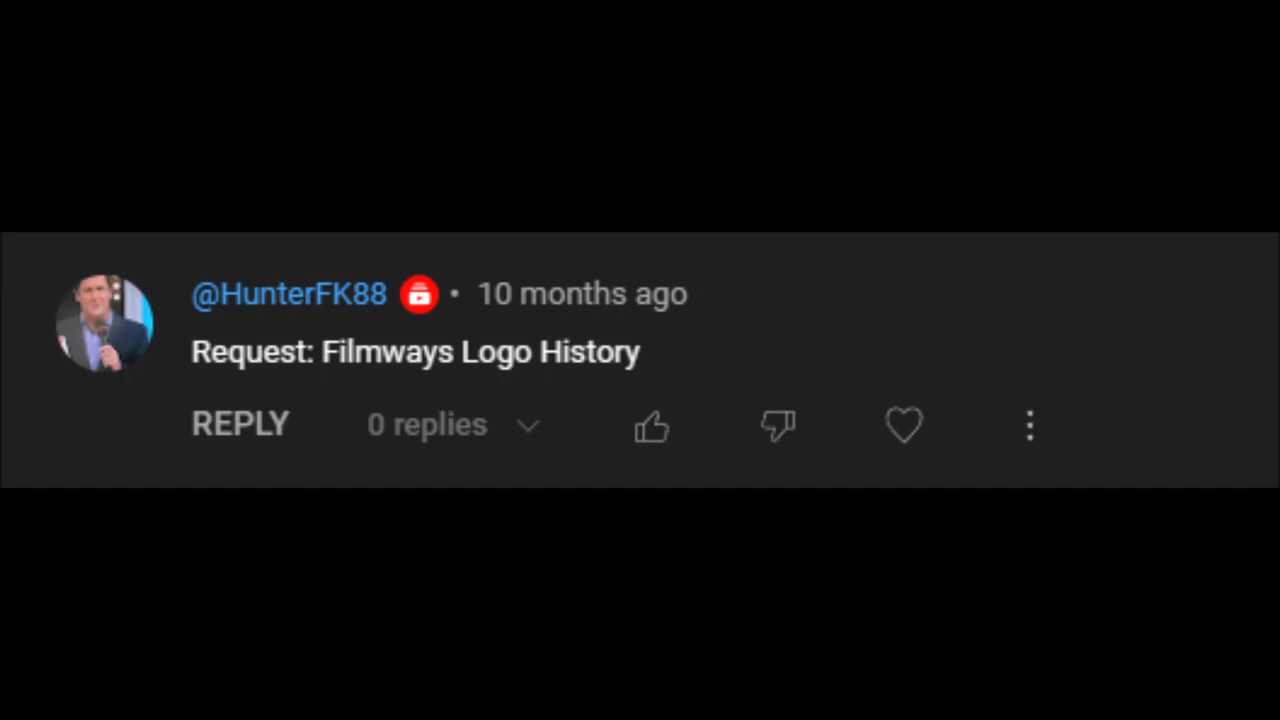 @HunterFK88 • 10 months ago
Request: Filmways Logo History
REPLY 0 replies